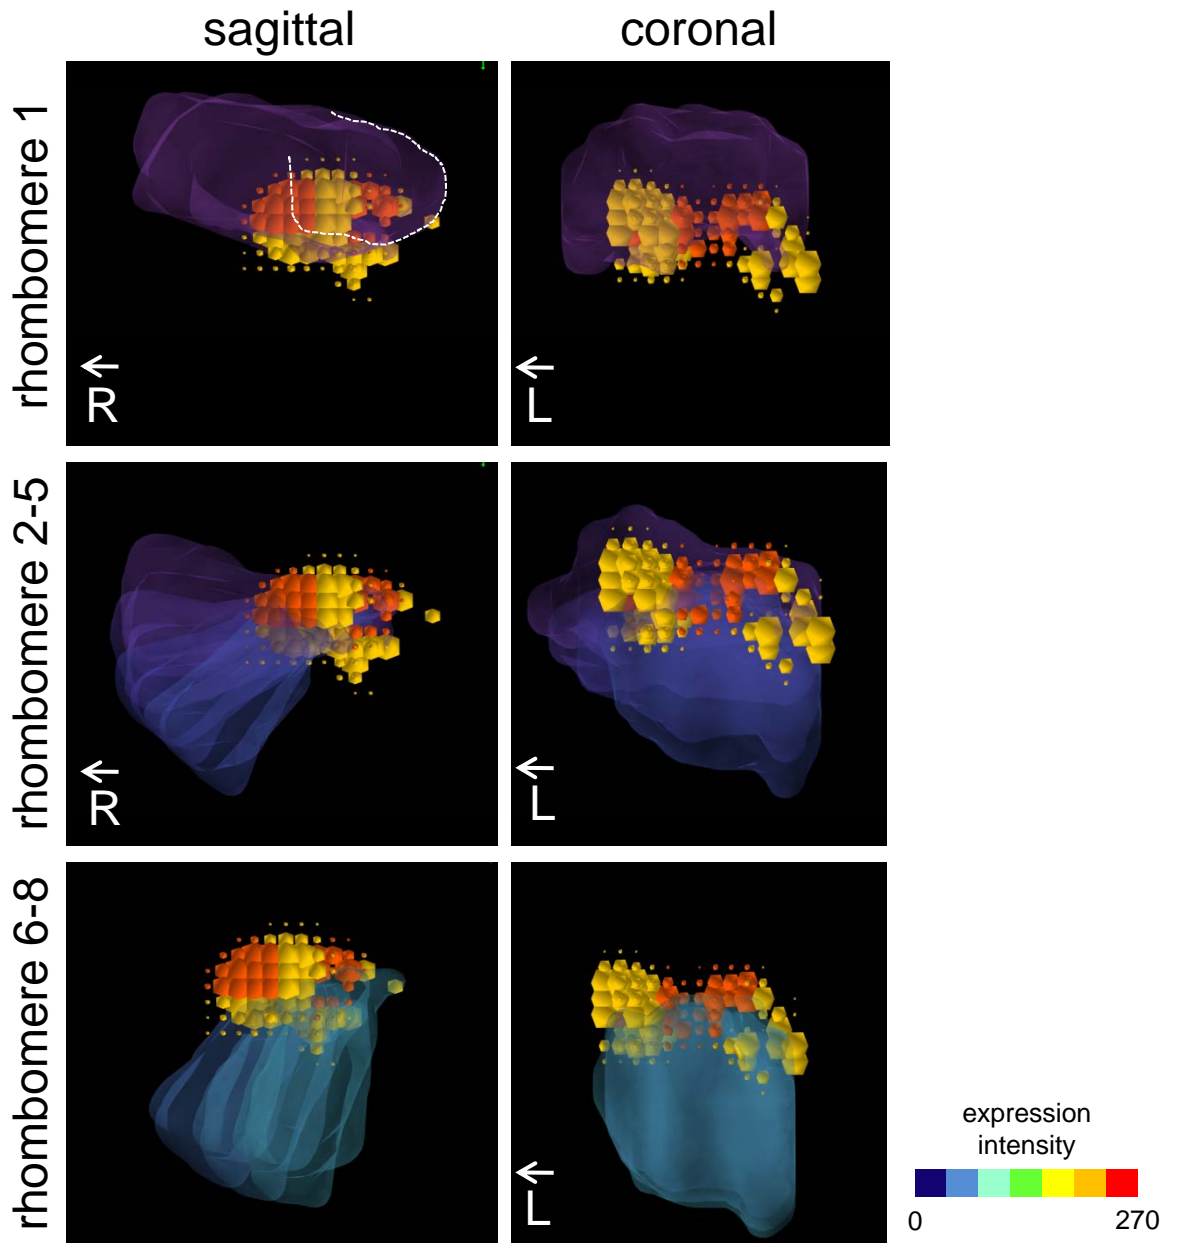 sagittal
coronal
rhombomere 1
R
L
rhombomere 2-5
R
L
rhombomere 6-8
L
expression
intensity
0
270